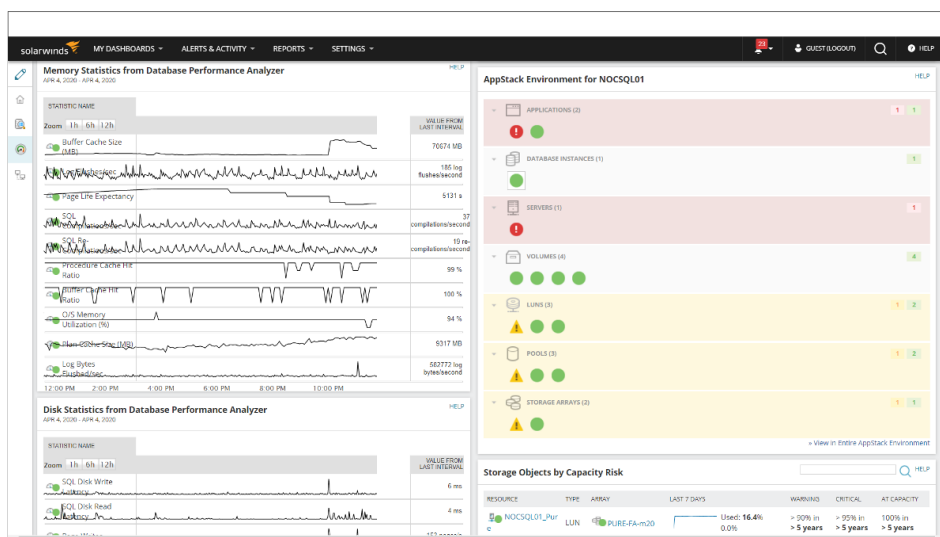 solarwinds
MY DASHBOARDS
ALERTS & ACTIVITY
REPORTS
SETTINGS
23
GUEST (LOGOUT)
HELP
Memory Statistics from Database Performance Analyzer
HELP
APR 4, 2020 - APR 4, 2020
STATISTIC NAME
Zoom 1h 6h 12h
VALUE FROM
LAST INTERVAL
Buffer Cache Size
(MB)
70674 MB
Log Flushes/sec
185 log
flushes/second
Page Life Expectancy
5131 s
SQL
Compilations/sec
37
compilations/second
SQL Re-
Compilations/sec
19 re-
compilations/second
Procedure Cache Hit
Ratio
99 %
Buffer Cache Hit
Ratio
100 %
O/S Memory
Utilization (%)
94 %
Plan Cache Size (MB)
9317 MB
Log Bytes
Flushed/sec
582772 log
bytes/second
12:00 PM 2:00 PM 4:00 PM 6:00 PM 8:00 PM 10:00 PM
Disk Statistics from Database Performance Analyzer
HELP
APR 4, 2020 - APR 4, 2020
STATISTIC NAME
Zoom 1h 6h 12h
VALUE FROM
LAST INTERVAL
SQL Disk Write
Latency
6 ms
SQL Disk Read
Latency
4 ms
AppStack Environment for NOCSQL01
HELP
APPLICATIONS (2)
1 1
DATABASE INSTANCES (1)
1
SERVERS (1)
1
VOLUMES (4)
4
LUNS (3)
1 2
POOLS (3)
1 2
STORAGE ARRAYS (2)
1 1
» View in Entire AppStack Environment
Storage Objects by Capacity Risk
HELP
RESOURCE TYPE ARRAY LAST 7 DAYS WARNING CRITICAL AT CAPACITY
NOCSQL01_Pur
e
LUN
PURE-FA-m20
Used: 16.4%
0.0%
> 90% in
> 5 years
> 95% in
> 5 years
100% in
> 5 years